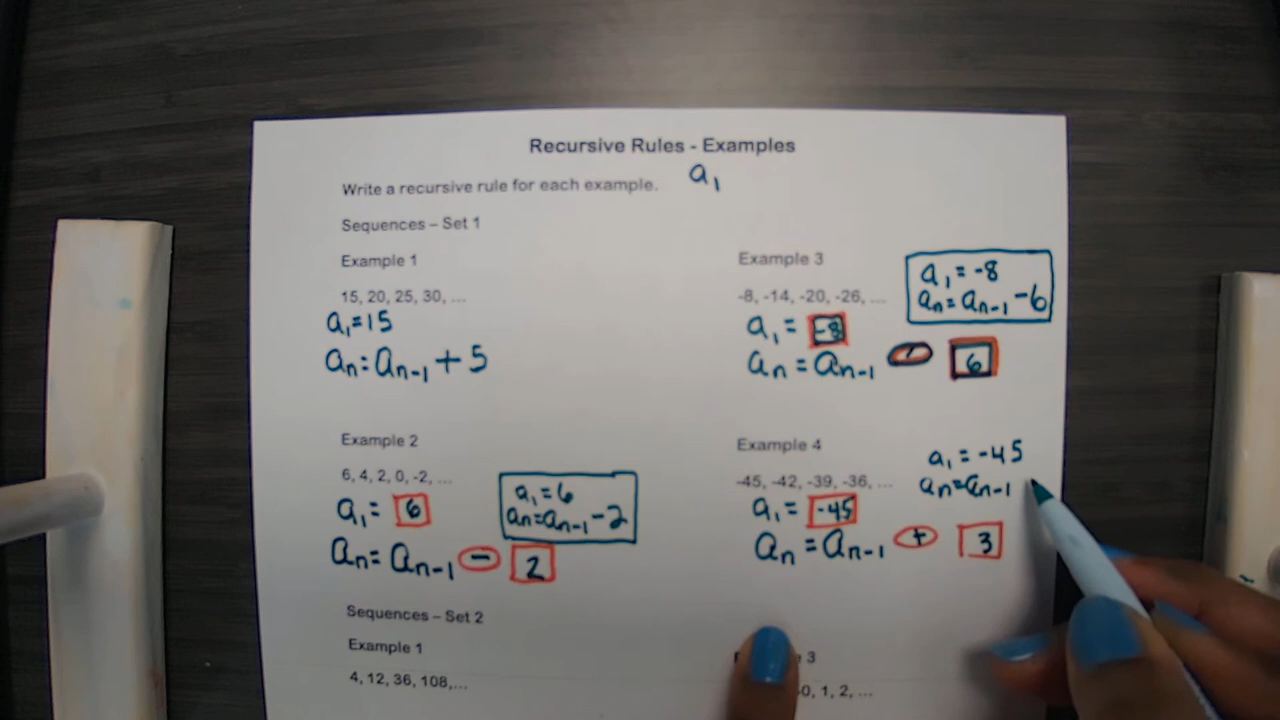 Recursive Rules - Examples
Write a recursive rule for each example. a₁
Sequences – Set 1
Example 1
15, 20, 25, 30, ...
a₁=15
aₙ=aₙ₋₁+5
Example 2
6, 4, 2, 0, -2, ...
a₁= 6
aₙ=aₙ₋₁ - 2
a₁=6
aₙ=aₙ₋₁-2
Example 3
-8, -14, -20, -26, ...
a₁= -8
aₙ=aₙ₋₁ - 6
a₁=-8
aₙ=aₙ₋₁-6
Example 4
-45, -42, -39, -36, ...
a₁= -45
aₙ=aₙ₋₁ + 3
a₁=-45
aₙ=aₙ₋₁
Sequences – Set 2
Example 1
4, 12, 36, 108,...
3
0, 1, 2, ...